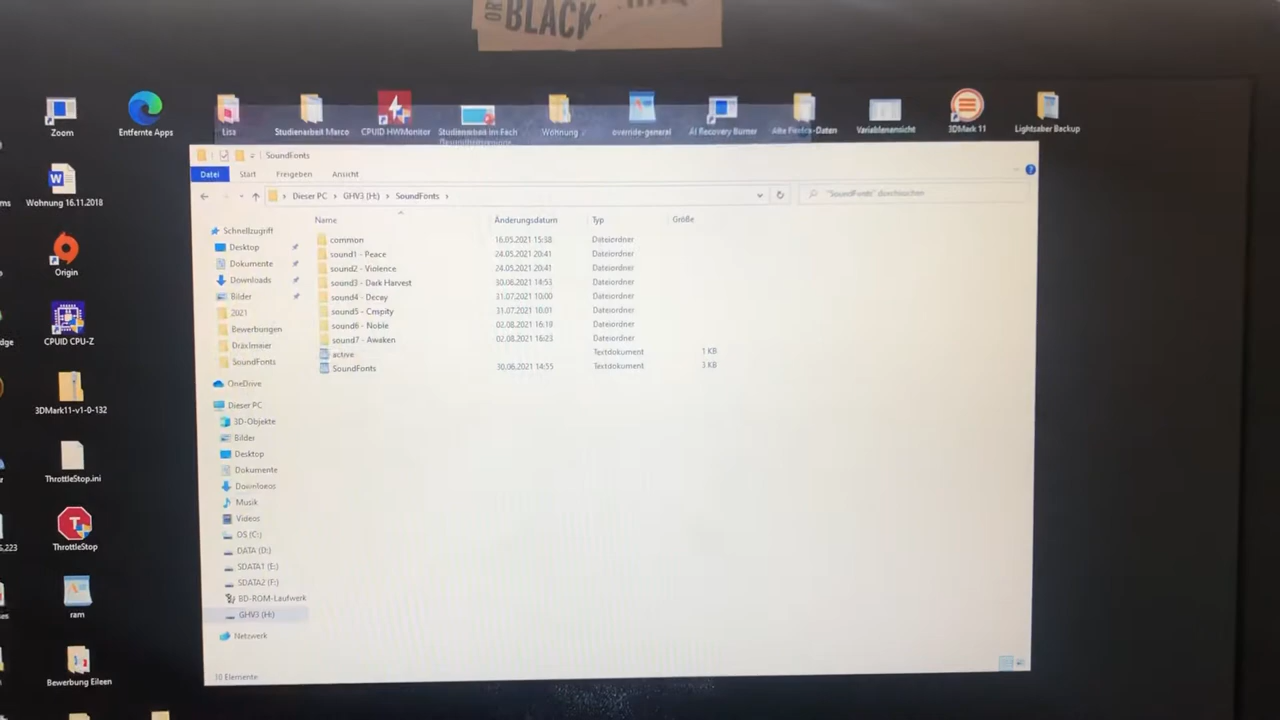 OR
BLACK
Zoom
Entfernte Apps
Lisa
Studienarbeit Marco
CPUID HWMonitor
Studienarbeit im Fach
Wohnung
override-general
AI Recovery Burner
Alte Firefox-Daten
Variablenansicht
3DMark 11
Lightsaber Backup
ms
Wohnung 16.11.2018
Origin
dge
CPUID CPU-Z
3DMark11-v1-0-132
ThrottleStop.ini
T
5.223
ThrottleStop
ram
es
Bewerbung Eileen
SoundFonts
Datei
Start
Freigeben
Ansicht
Dieser PC › GHV3 (H:) › SoundFonts ›
"SoundFonts" durchsuchen
Schnellzugriff
Desktop
Dokumente
Downloads
Bilder
2021
Bewerbungen
Dräxlmaier
SoundFonts
OneDrive
Dieser PC
3D-Objekte
Bilder
Desktop
Dokumente
Downloads
Musik
Videos
OS (C:)
DATA (D:)
SDATA1 (E:)
SDATA2 (F:)
BD-ROM-Laufwerk
GHV3 (H:)
Netzwerk
Name Änderungsdatum Typ Größe
common 16.05.2021 15:38 Dateiordner
sound1 - Peace 24.05.2021 20:41 Dateiordner
sound2 - Violence 24.05.2021 20:41 Dateiordner
sound3 - Dark Harvest 30.06.2021 14:53 Dateiordner
sound4 - Decay 31.07.2021 10:00 Dateiordner
sound5 - Cmpity 31.07.2021 10:01 Dateiordner
sound6 - Noble 02.08.2021 16:19 Dateiordner
sound7 - Awaken 02.08.2021 16:23 Dateiordner
active Textdokument 1 KB
SoundFonts 30.06.2021 14:55 Textdokument 3 KB
10 Elemente